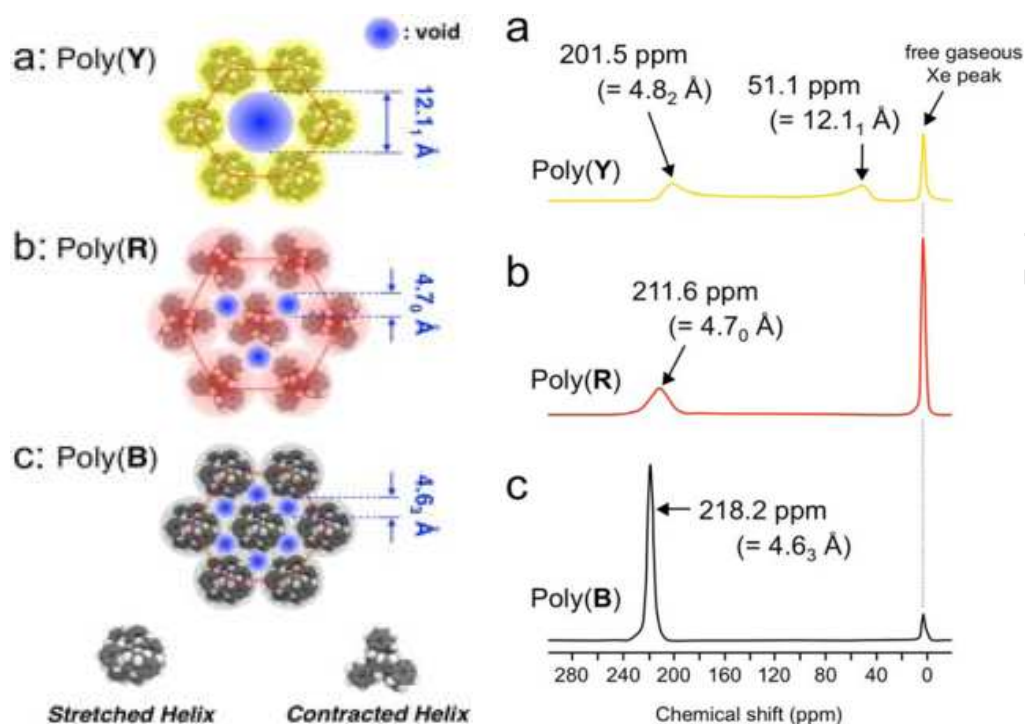 : void
a: Poly(Y)
12.1₁ Å
b: Poly(R)
4.7₀ Å
c: Poly(B)
4.6₃ Å
Stretched Helix
Contracted Helix
a
201.5 ppm
(= 4.8₂ Å)
51.1 ppm
(= 12.1₁ Å)
free gaseous
Xe peak
Poly(Y)
b
211.6 ppm
(= 4.7₀ Å)
Poly(R)
c
218.2 ppm
(= 4.6₃ Å)
Poly(B)
280 240 200 160 120 80 40 0
Chemical shift (ppm)